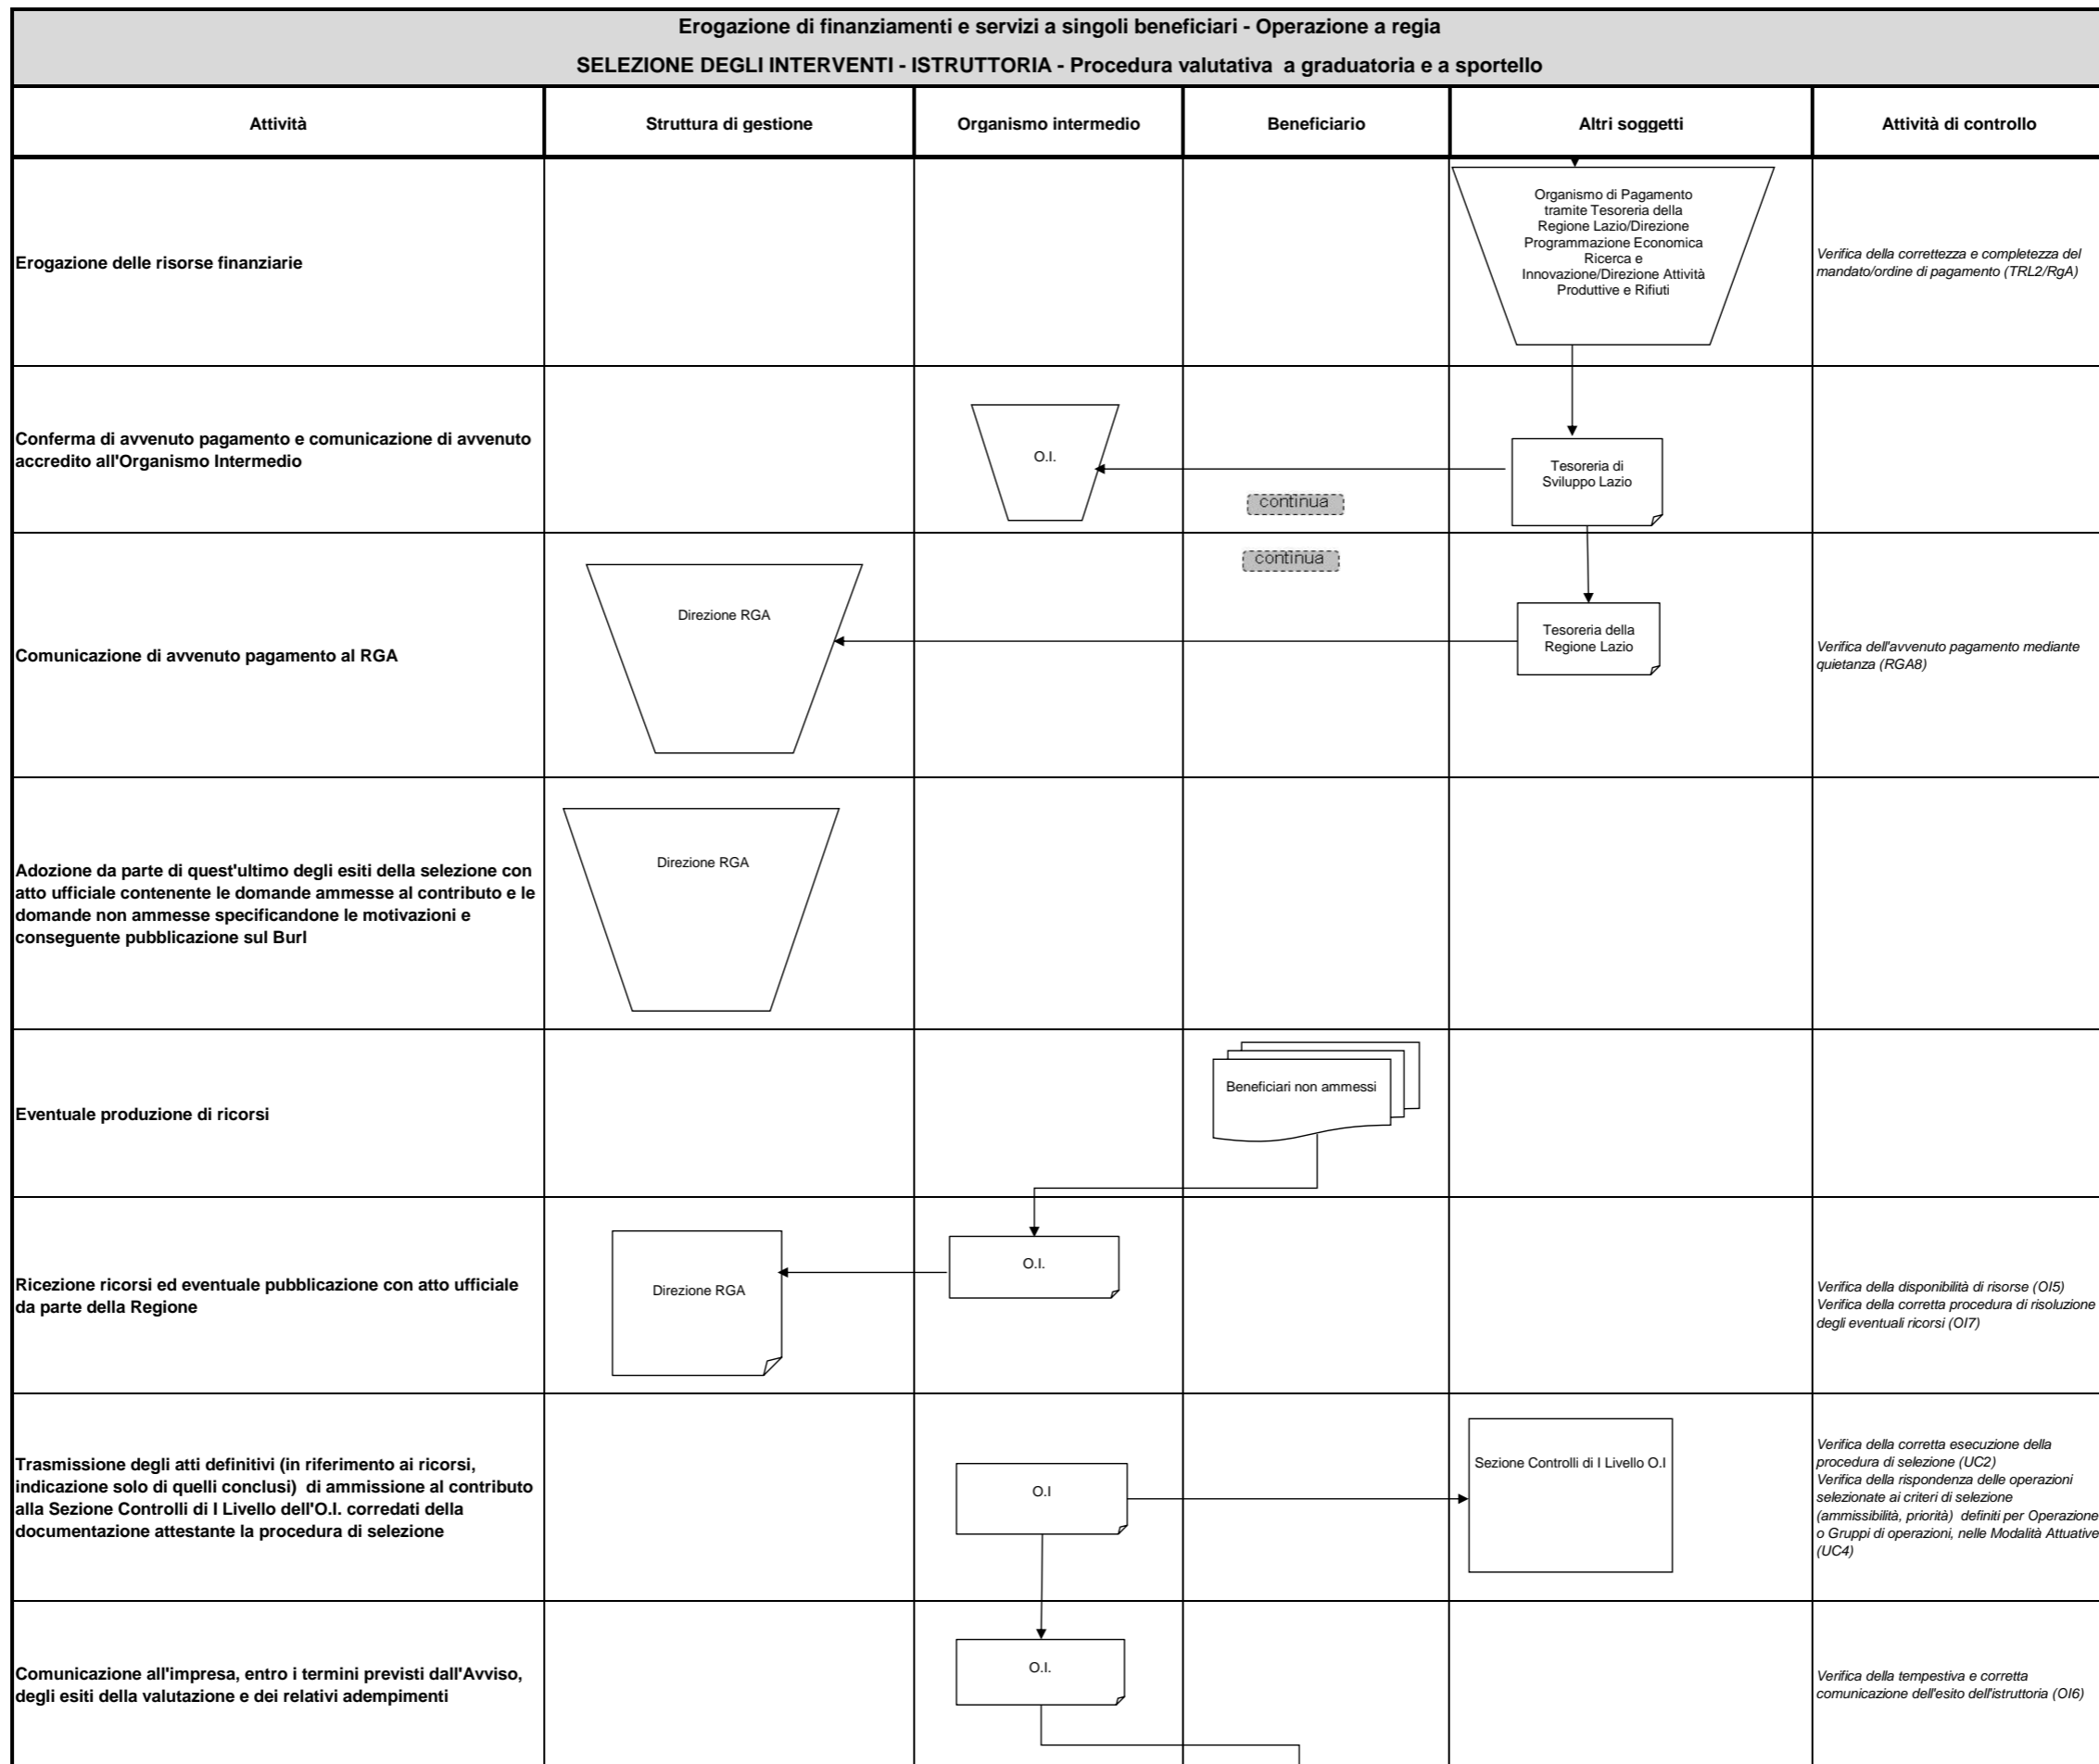 Erogazione di finanziamenti e servizi a singoli beneficiari - Operazione a regia
SELEZIONE DEGLI INTERVENTI - ISTRUTTORIA - Procedura valutativa a graduatoria e a sportello
Attività
Struttura di gestione
Organismo intermedio
Beneficiario
Altri soggetti
Attività di controllo
Erogazione delle risorse finanziarie
Organismo di Pagamento
tramite Tesoreria della
Regione Lazio/Direzione
Programmazione Economica
Ricerca e
Innovazione/Direzione Attività
Produttive e Rifiuti
Verifica della correttezza e completezza del
mandato/ordine di pagamento (TRL2/RgA)
Conferma di avvenuto pagamento e comunicazione di avvenuto
accredito all'Organismo Intermedio
O.I.
continua
Tesoreria di
Sviluppo Lazio
Comunicazione di avvenuto pagamento al RGA
Direzione RGA
continua
Tesoreria della
Regione Lazio
Verifica dell'avvenuto pagamento mediante
quietanza (RGA8)
Adozione da parte di quest'ultimo degli esiti della selezione con
atto ufficiale contenente le domande ammesse al contributo e le
domande non ammesse specificandone le motivazioni e
conseguente pubblicazione sul Burl
Direzione RGA
Eventuale produzione di ricorsi
Beneficiari non ammessi
Ricezione ricorsi ed eventuale pubblicazione con atto ufficiale
da parte della Regione
Direzione RGA
O.I.
Verifica della disponibilità di risorse (OI5)
Verifica della corretta procedura di risoluzione
degli eventuali ricorsi (OI7)
Trasmissione degli atti definitivi (in riferimento ai ricorsi,
indicazione solo di quelli conclusi) di ammissione al contributo
alla Sezione Controlli di I Livello dell'O.I. corredati della
documentazione attestante la procedura di selezione
O.I
Sezione Controlli di I Livello O.I
Verifica della corretta esecuzione della
procedura di selezione (UC2)
Verifica della rispondenza delle operazioni
selezionate ai criteri di selezione
(ammissibilità, priorità) definiti per Operazione
o Gruppi di operazioni, nelle Modalità Attuative
(UC4)
Comunicazione all'impresa, entro i termini previsti dall'Avviso,
degli esiti della valutazione e dei relativi adempimenti
O.I.
Verifica della tempestiva e corretta
comunicazione dell'esito dell'istruttoria (OI6)